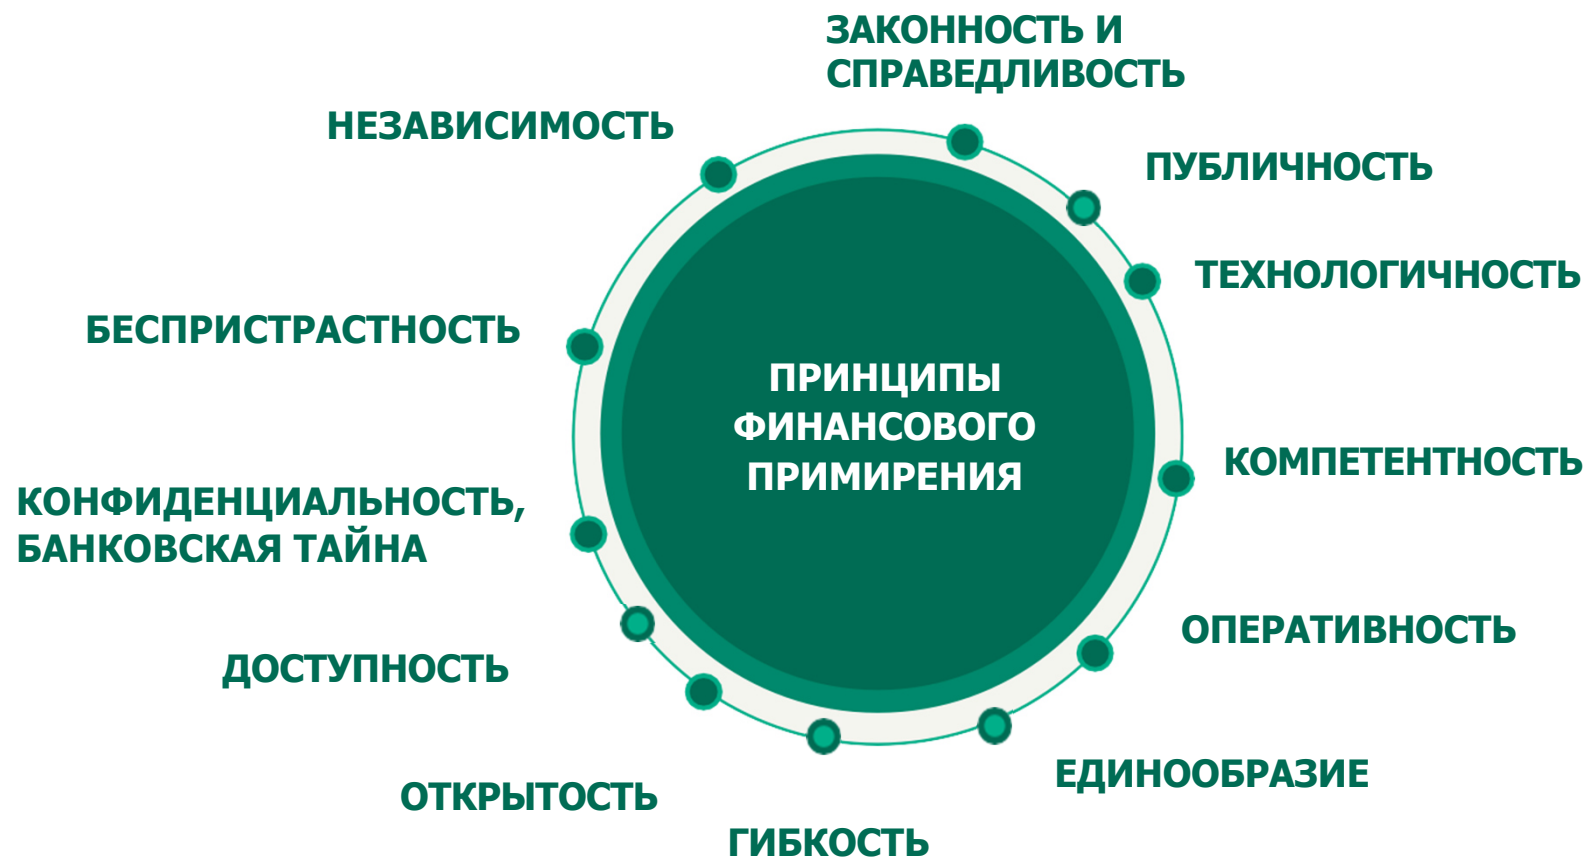 ЗАКОННОСТЬ И
СПРАВЕДЛИВОСТЬ
НЕЗАВИСИМОСТЬ
ПУБЛИЧНОСТЬ
ТЕХНОЛОГИЧНОСТЬ
БЕСПРИСТРАСТНОСТЬ
ПРИНЦИПЫ
ФИНАНСОВОГО
ПРИМИРЕНИЯ
КОМПЕТЕНТНОСТЬ
КОНФИДЕНЦИАЛЬНОСТЬ,
БАНКОВСКАЯ ТАЙНА
ОПЕРАТИВНОСТЬ
ДОСТУПНОСТЬ
ЕДИНООБРАЗИЕ
ОТКРЫТОСТЬ
ГИБКОСТЬ